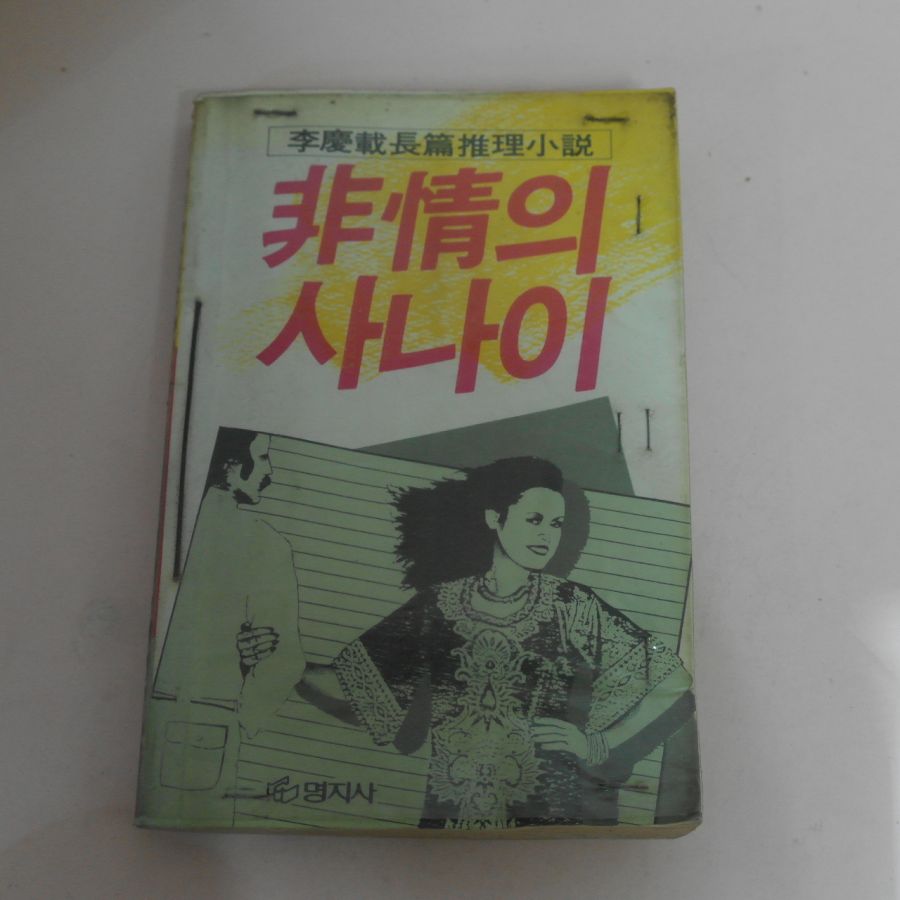 李慶載長篇推理小説
非情의
사나이
명지사